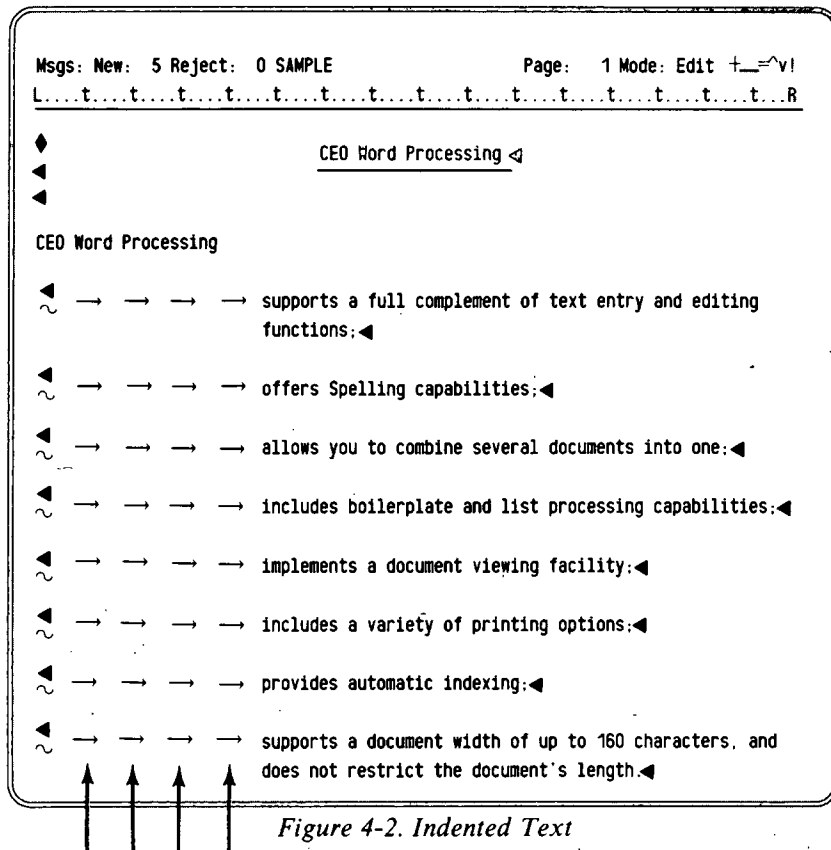 Msgs: New: 5 Reject: 0 SAMPLE Page: 1 Mode: Edit +__=^v!
L....t....t....t....t....t....t....t....t....t....t....t....t....t....t....t...R
♦ CEO Word Processing ◁
◀
◀
CEO Word Processing
◀
~ → → → → supports a full complement of text entry and editing
functions;◀
◀
~ → → → → offers Spelling capabilities;◀
◀
~ → → → → allows you to combine several documents into one;◀
◀
~ → → → → includes boilerplate and list processing capabilities;◀
◀
~ → → → → implements a document viewing facility;◀
◀
~ → → → → includes a variety of printing options;◀
◀
~ → → → → provides automatic indexing;◀
◀
~ → → → → supports a document width of up to 160 characters, and
does not restrict the document's length.◀
Figure 4-2. Indented Text